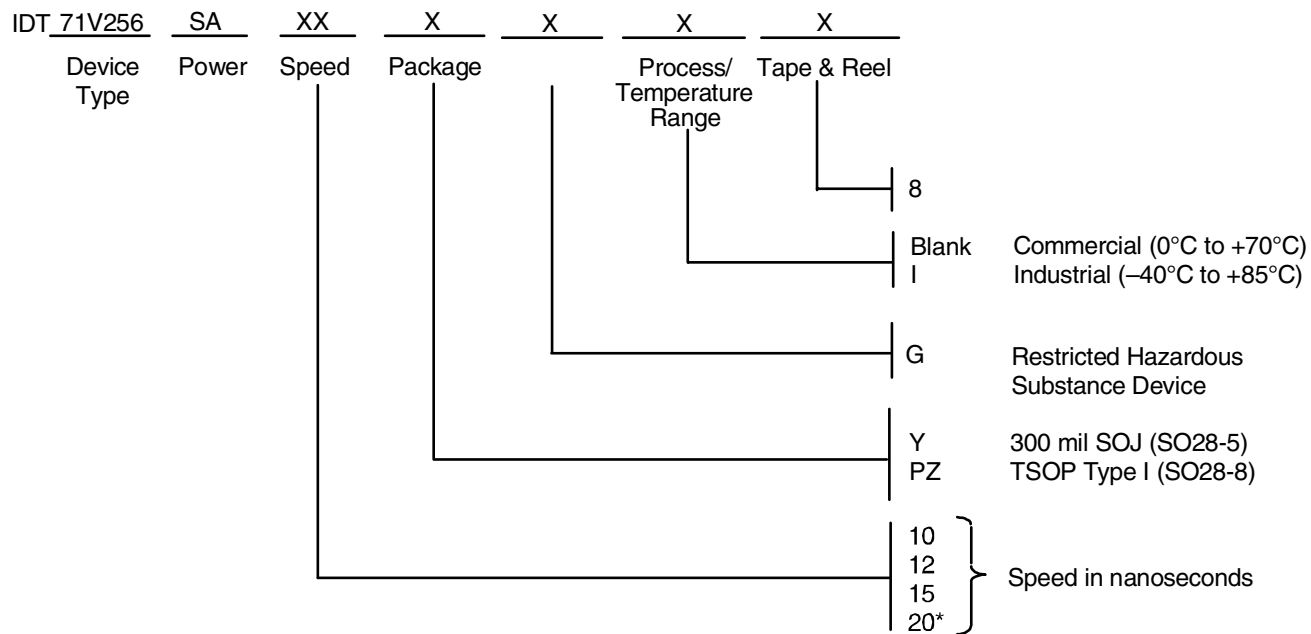 IDT 71V256 SA XX X X X X
Device Type Power Speed Package Process/ Temperature Range Tape & Reel
8
Blank Commercial (0°C to +70°C)
I Industrial (–40°C to +85°C)
G Restricted Hazardous
Substance Device
Y 300 mil SOJ (SO28-5)
PZ TSOP Type I (SO28-8)
10
12
15
20*
Speed in nanoseconds